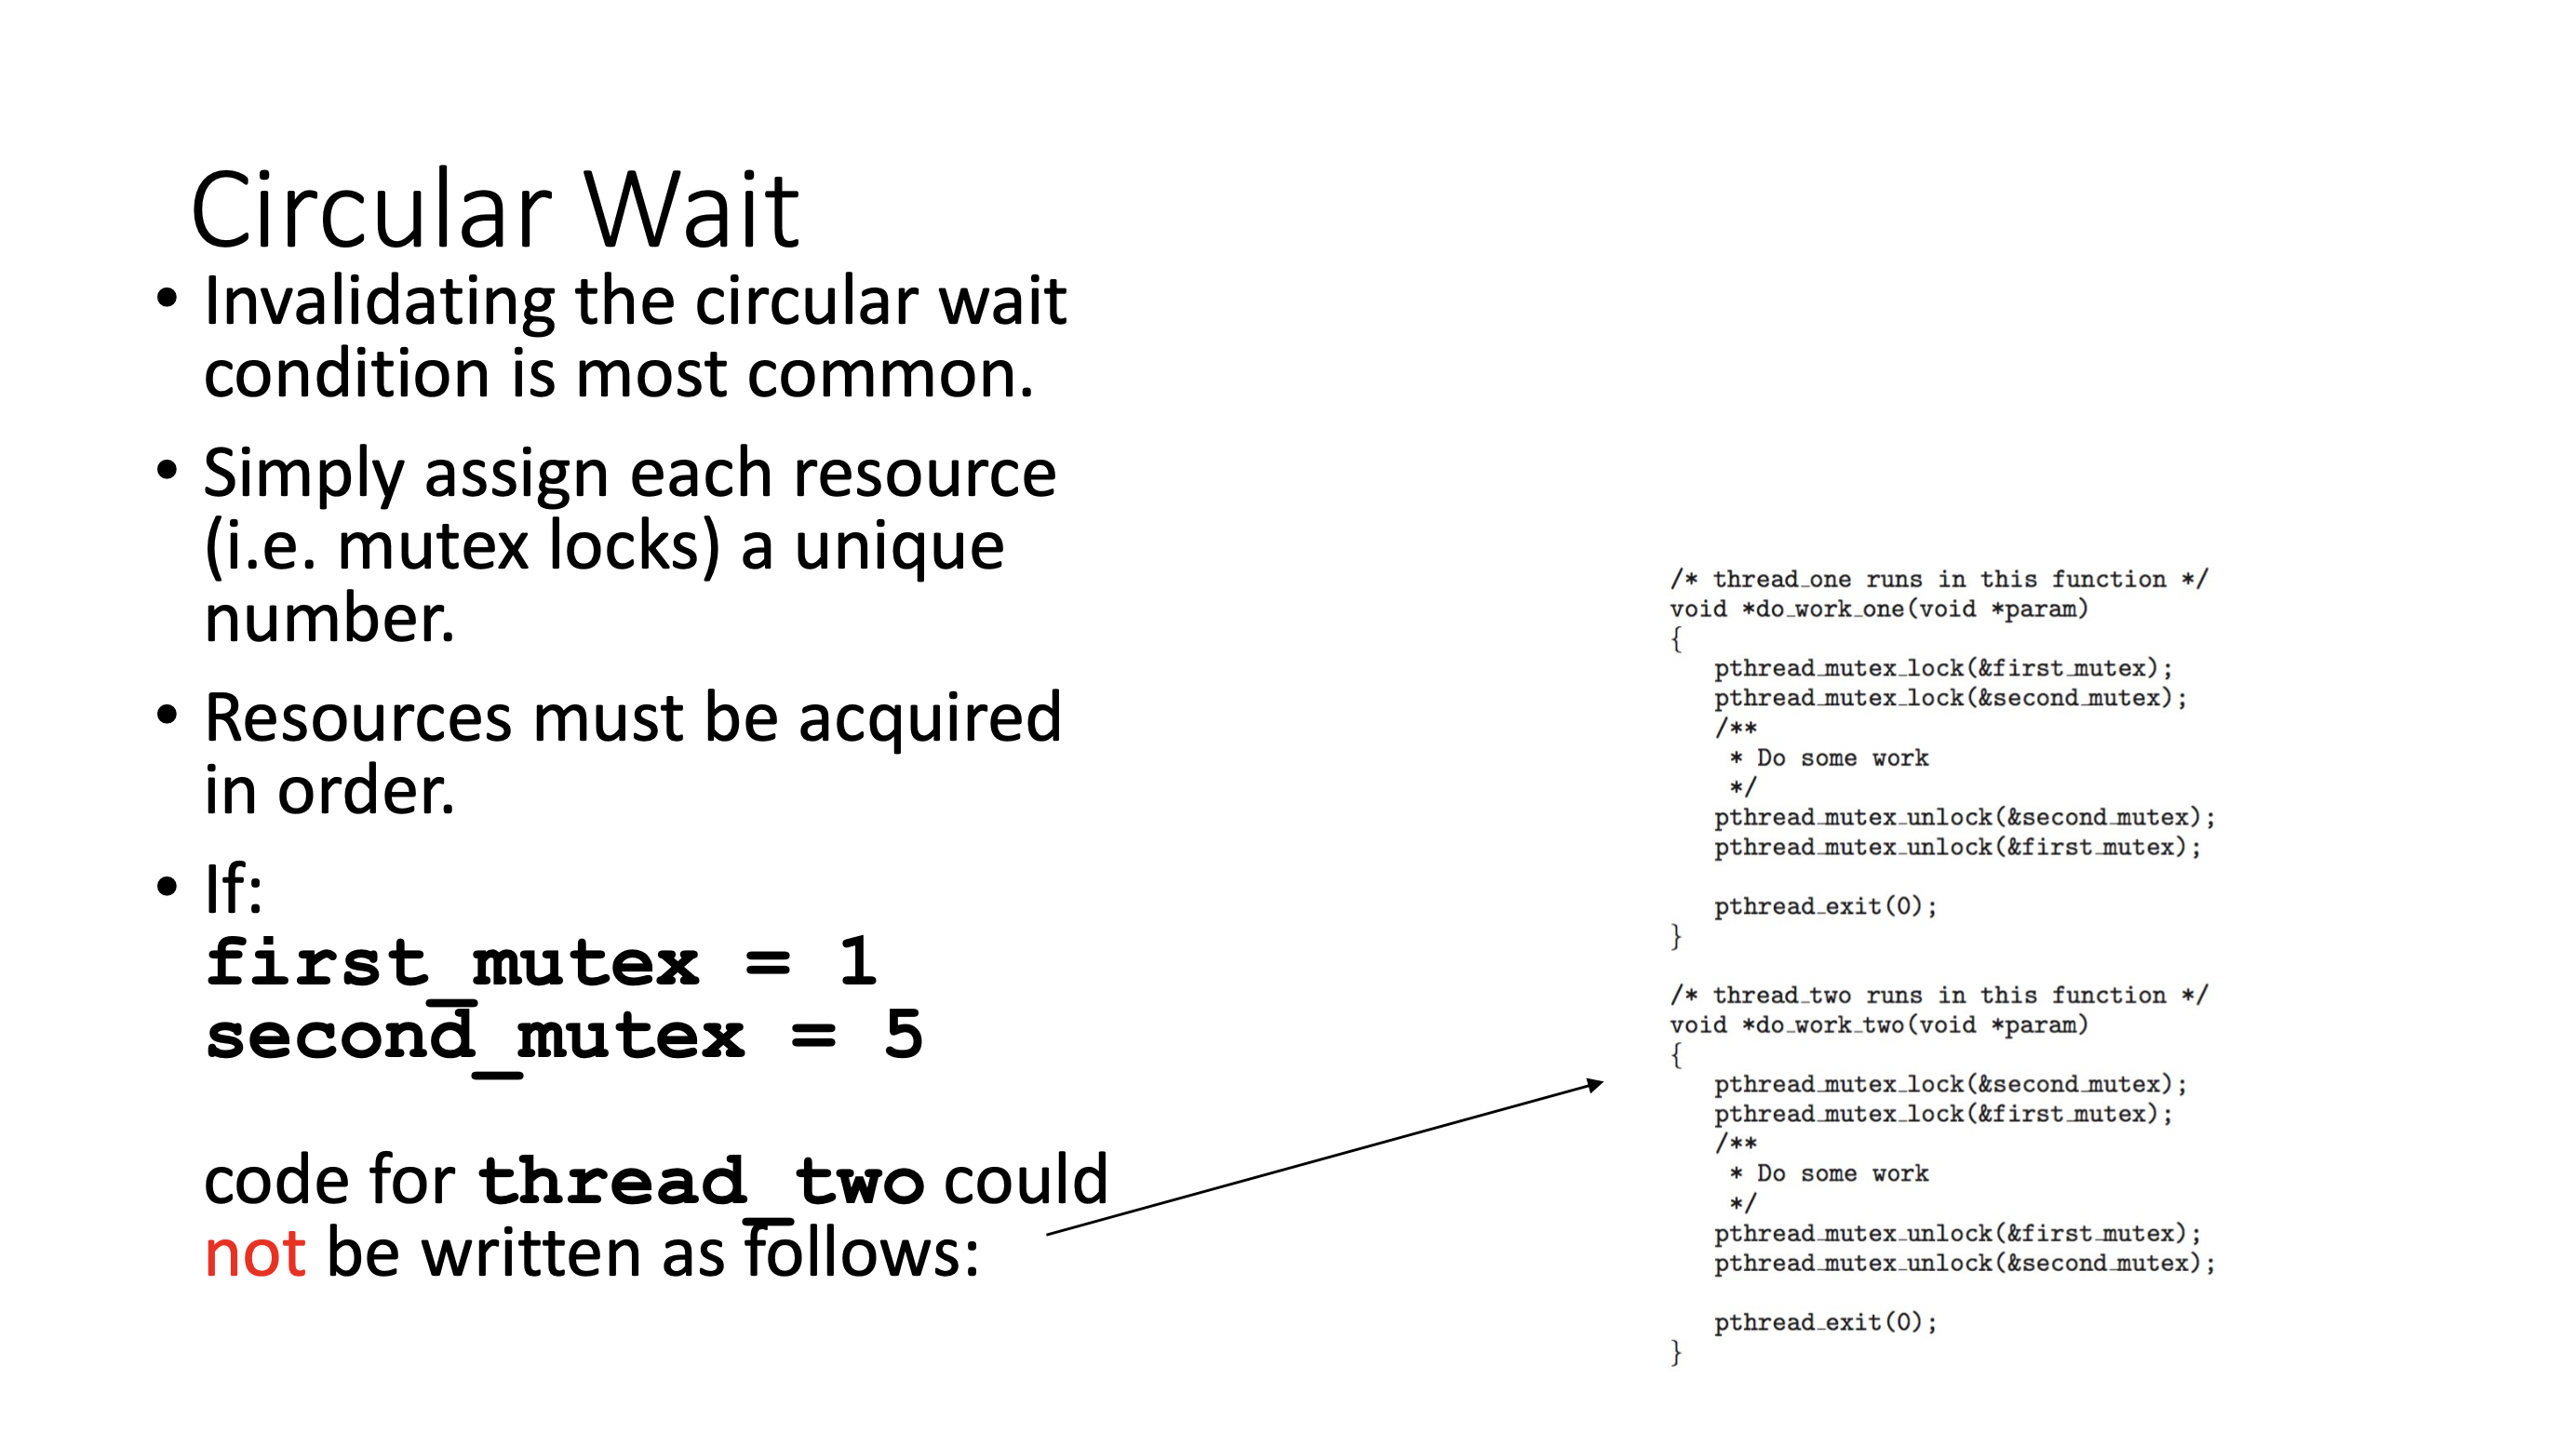 Circular Wait
• Invalidating the circular wait
condition is most common.
• Simply assign each resource
(i.e. mutex locks) a unique
number.
• Resources must be acquired
in order.
• If:
first_mutex = 1
second_mutex = 5
code for thread_two could
not be written as follows:
/* thread_one runs in this function */
void *do_work_one(void *param)
{
pthread_mutex_lock(&first_mutex);
pthread_mutex_lock(&second_mutex);
/**
* Do some work
*/
pthread_mutex_unlock(&second_mutex);
pthread_mutex_unlock(&first_mutex);
pthread_exit(0);
}
/* thread_two runs in this function */
void *do_work_two(void *param)
{
pthread_mutex_lock(&second_mutex);
pthread_mutex_lock(&first_mutex);
/**
* Do some work
*/
pthread_mutex_unlock(&first_mutex);
pthread_mutex_unlock(&second_mutex);
pthread_exit(0);
}